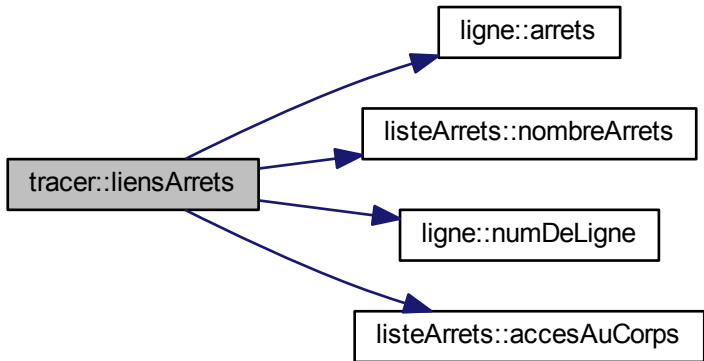 ligne::arrets
listeArrets::nombreArrets
tracer::liensArrets
ligne::numDeLigne
listeArrets::accesAuCorps